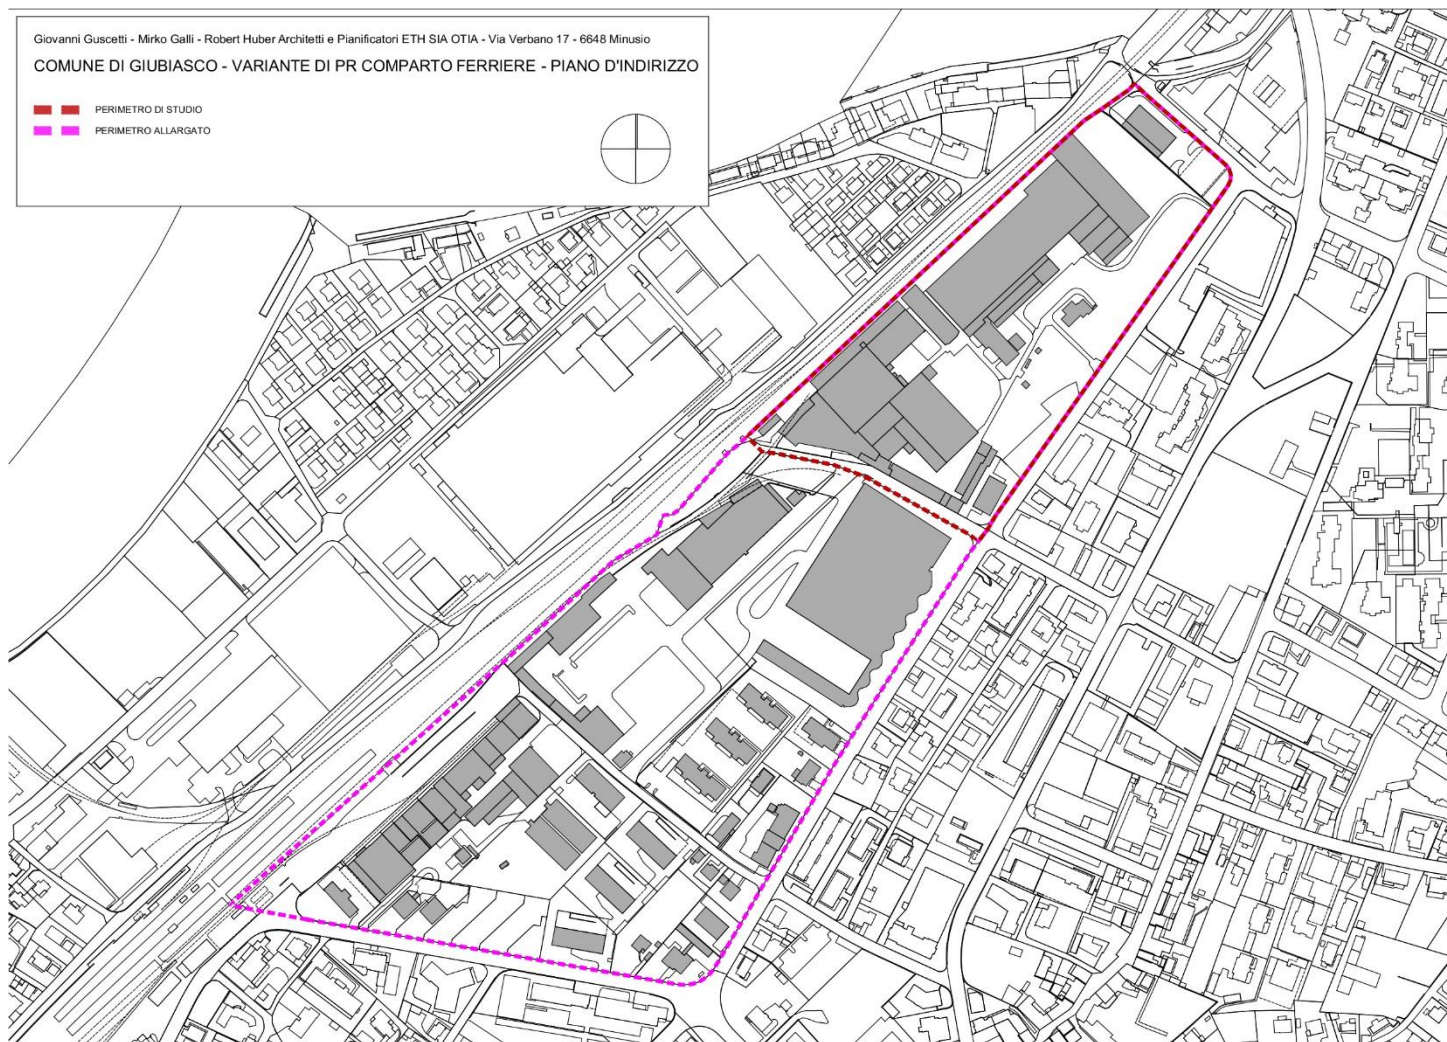 Giovanni Guscetti - Mirko Galli - Robert Huber Architetti e Pianificatori ETH SIA OTIA - Via Verbano 17 - 6648 Minusio
COMUNE DI GIUBIASCO - VARIANTE DI PR COMPARTO FERRIERE - PIANO D'INDIRIZZO
PERIMETRO DI STUDIO
PERIMETRO ALLARGATO